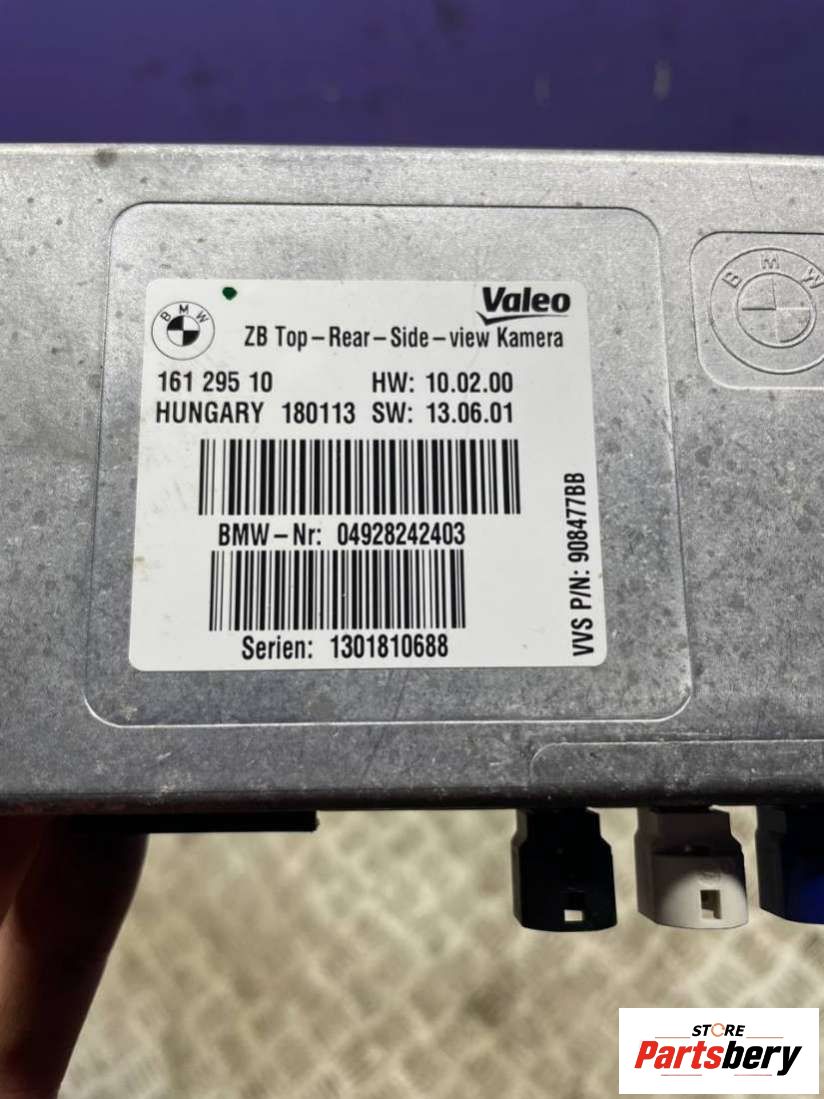 BMW
Valeo
ZB Top-Rear-Side-view Kamera
161 295 10 HW: 10.02.00
HUNGARY 180113 SW: 13.06.01
BMW-Nr: 04928242403
Serien: 1301810688
VVS P/N: 908477BB
BMW
STORE
Partsbery